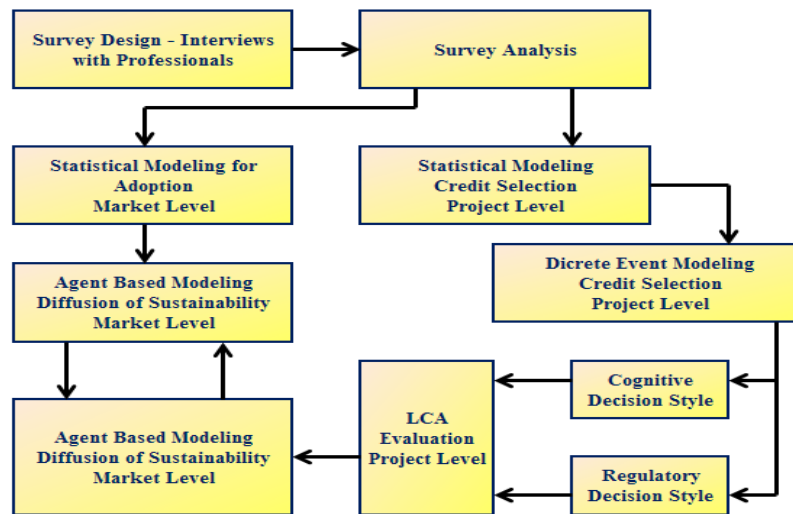 Survey Design - Interviews
with Professionals
Survey Analysis
Statistical Modeling for
Adoption
Market Level
Statistical Modeling
Credit Selection
Project Level
Agent Based Modeling
Diffusion of Sustainability
Market Level
Dicrete Event Modeling
Credit Selection
Project Level
Cognitive
Decision Style
LCA
Evaluation
Project Level
Agent Based Modeling
Diffusion of Sustainability
Market Level
Regulatory
Decision Style